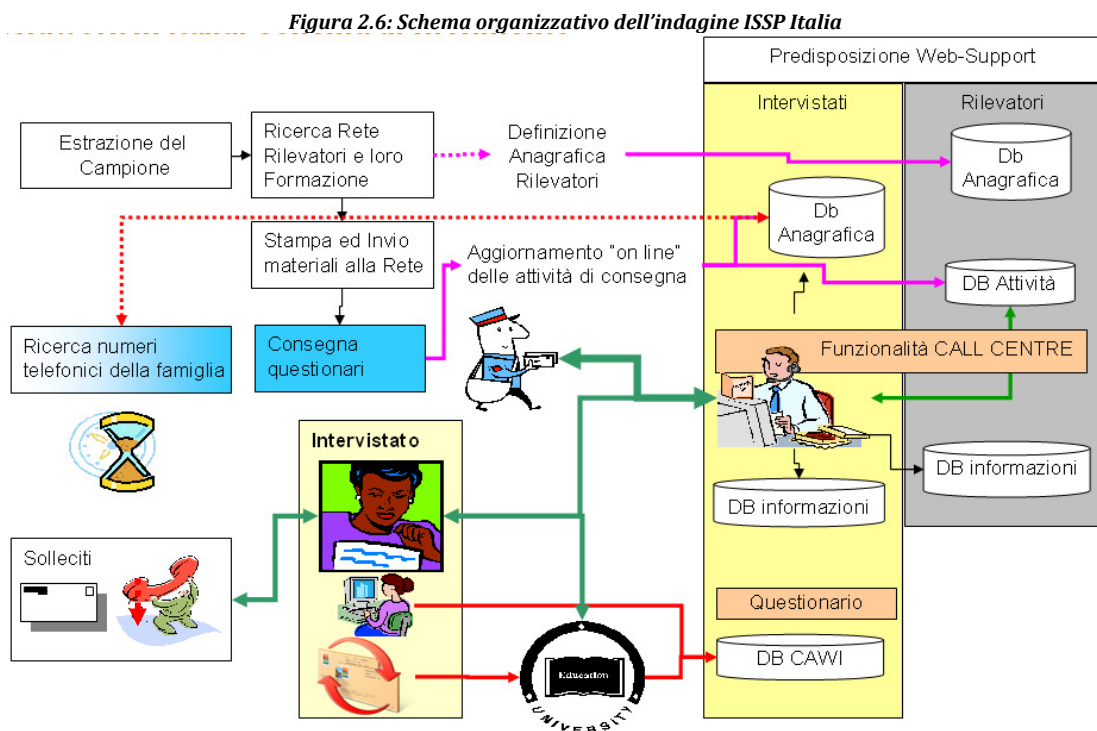 Figura 2.6: Schema organizzativo dell'indagine ISSP Italia
Predisposizione Web-Support
Intervistati
Rilevatori
Estrazione del
Campione
Ricerca Rete
Rilevatori e loro
Formazione
Definizione
Anagrafica
Rilevatori
Db
Anagrafica
Db
Anagrafica
Stampa ed Invio
materiali alla Rete
Aggiornamento "on line"
delle attività di consegna
DB Attività
Ricerca numeri
telefonici della famiglia
Consegna
questionari
Funzionalità CALL CENTRE
Intervistato
DB informazioni
DB informazioni
Solleciti
Questionario
DB CAWI
Education
UNIVERSITY